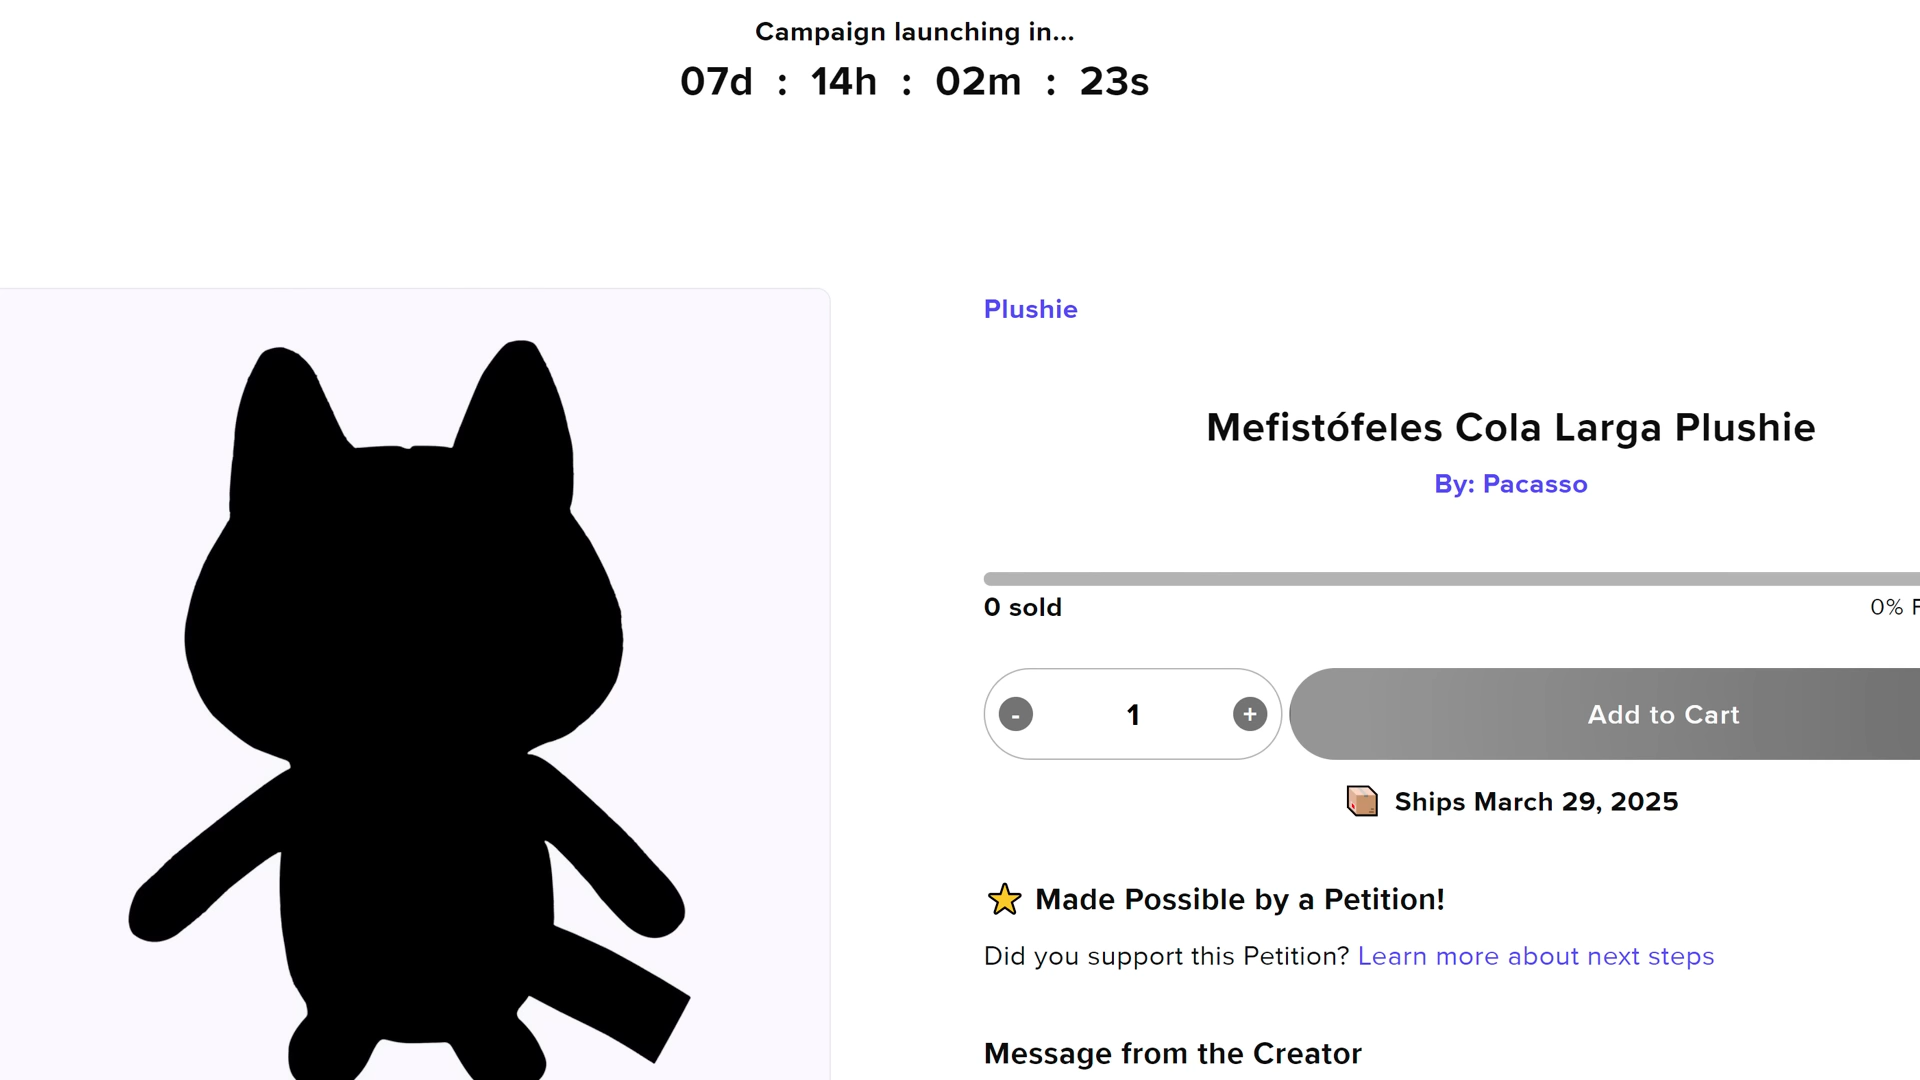 Campaign launching in...
07d : 14h : 02m : 23s
Plushie
Mefistófeles Cola Larga Plushie
By: Pacasso
0 sold
0%
- 1 +
Add to Cart
Ships March 29, 2025
Made Possible by a Petition!
Did you support this Petition? Learn more about next steps
Message from the Creator